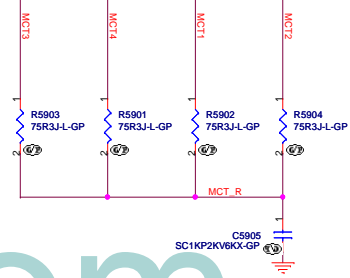 MCT3
MCT4
MCT1
MCT2
1
R5903
75R3J-L-GP
2
1
R5901
75R3J-L-GP
2
1
R5902
75R3J-L-GP
2
1
R5904
75R3J-L-GP
2
MCT_R
1
C5905
SC1KP2KV6KX-GP
om